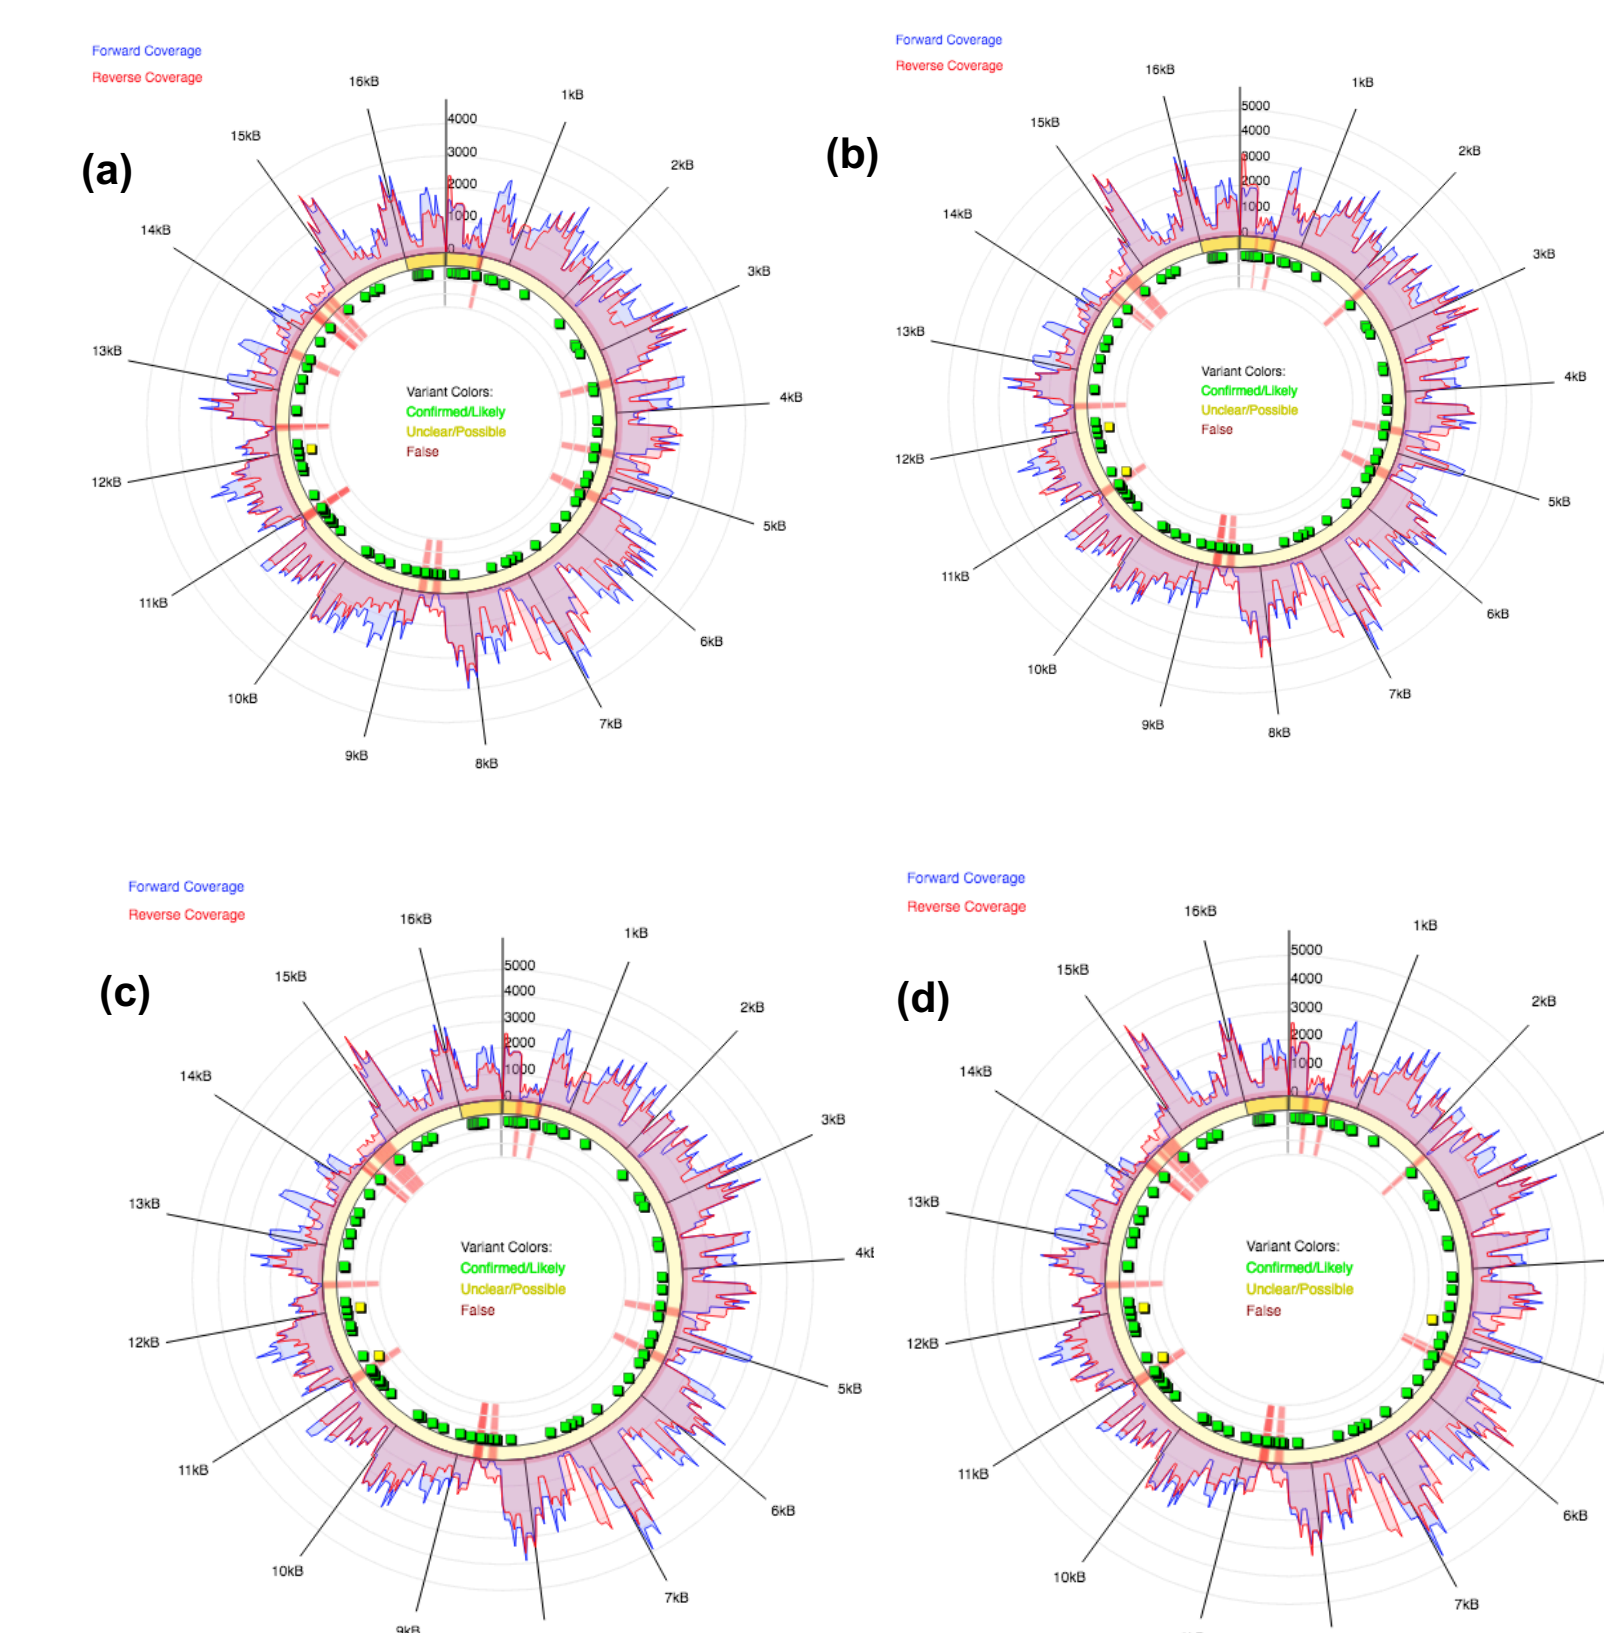 Forward Coverage
Reverse Coverage
(a)
16kB
1kB
15kB
2kB
14kB
3kB
13kB
4kB
12kB
5kB
11kB
6kB
10kB
7kB
9kB
8kB
4000
3000
2000
1000
0
Variant Colors:
Confirmed/Likely
Unclear/Possible
False
Forward Coverage
Reverse Coverage
(b)
16kB
1kB
15kB
2kB
14kB
3kB
13kB
4kB
12kB
5kB
11kB
6kB
10kB
7kB
9kB
8kB
5000
4000
3000
2000
1000
0
Variant Colors:
Confirmed/Likely
Unclear/Possible
False
Forward Coverage
Reverse Coverage
(c)
16kB
1kB
15kB
2kB
14kB
3kB
13kB
4kB
12kB
5kB
11kB
6kB
10kB
7kB
9kB
5000
4000
3000
2000
1000
0
Variant Colors:
Confirmed/Likely
Unclear/Possible
False
Forward Coverage
Reverse Coverage
(d)
16kB
1kB
15kB
2kB
14kB
13kB
12kB
11kB
6kB
10kB
7kB
5000
4000
3000
2000
1000
0
Variant Colors:
Confirmed/Likely
Unclear/Possible
False